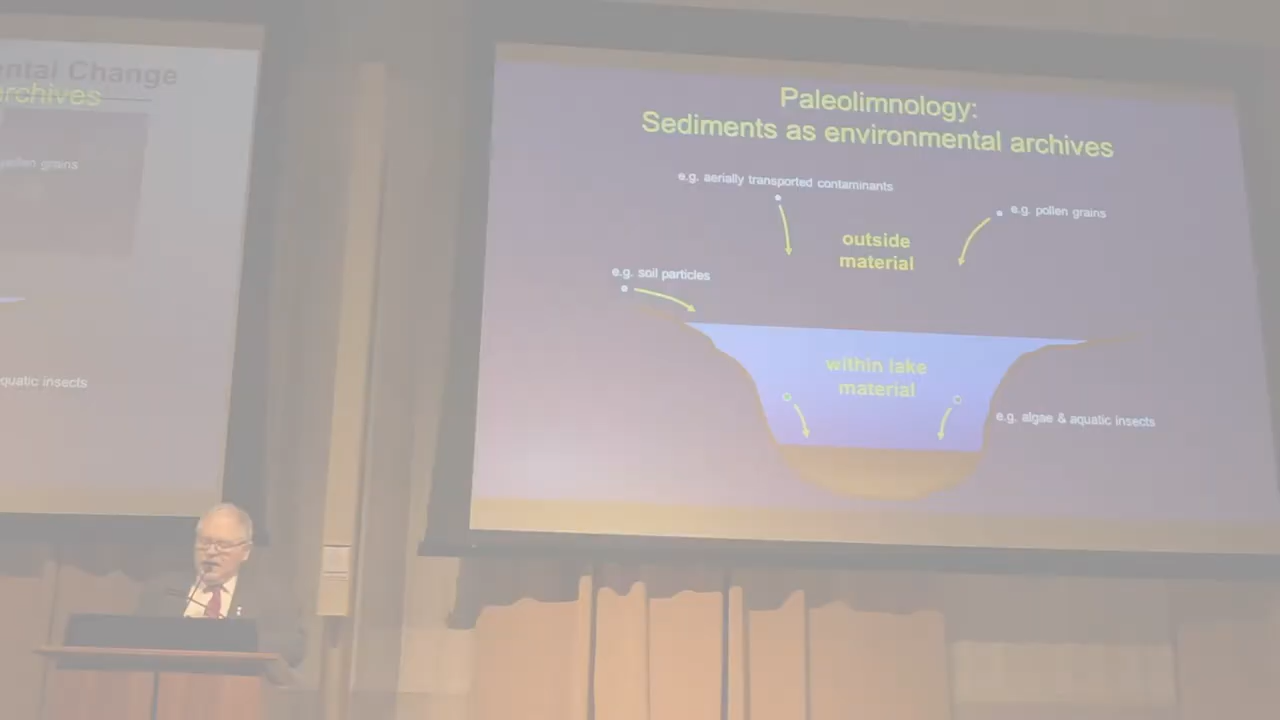 ental Change
archives
pollen grains
quatic insects
Paleolimnology:
Sediments as environmental archives
e.g. aerially transported contaminants
e.g. pollen grains
outside
material
e.g. soil particles
within lake
material
e.g. algae & aquatic insects